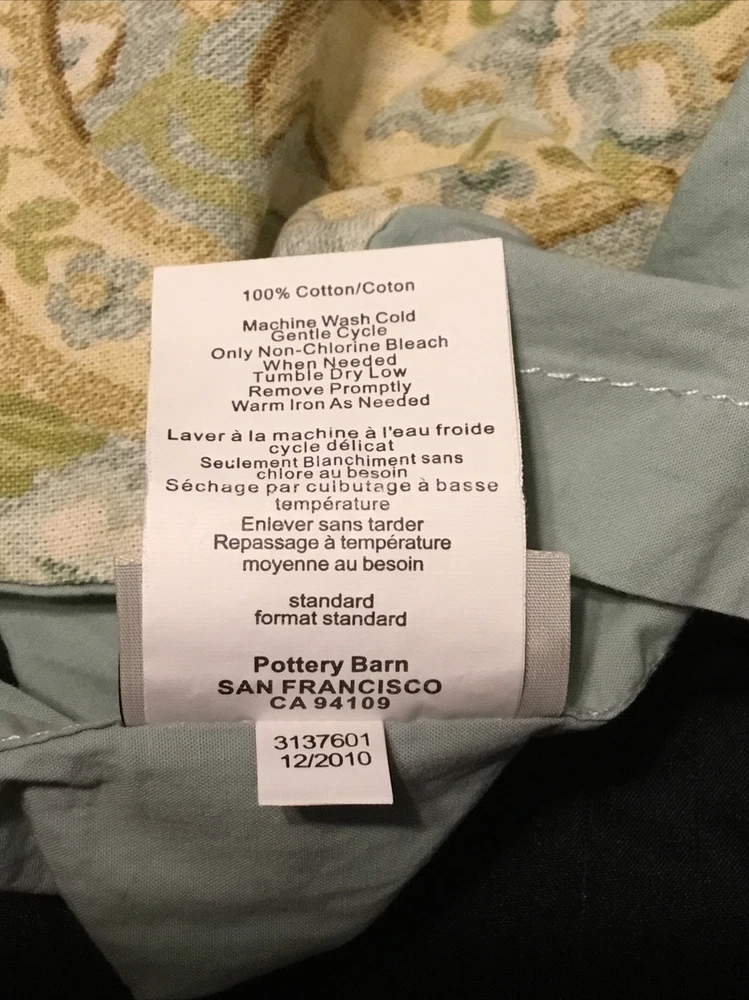 100% Cotton/Coton
Machine Wash Cold
Gentle Cycle
Only Non-Chlorine Bleach
When Needed
Tumble Dry Low
Remove Promptly
Warm Iron As Needed
Laver à la machine à l'eau froide
cycle délicat
Seulement Blanchiment sans
chlore au besoin
Séchage par culbutage à basse
température
Enlever sans tarder
Repassage à température
moyenne au besoin
standard
format standard
Pottery Barn
SAN FRANCISCO
CA 94109
3137601
12/2010